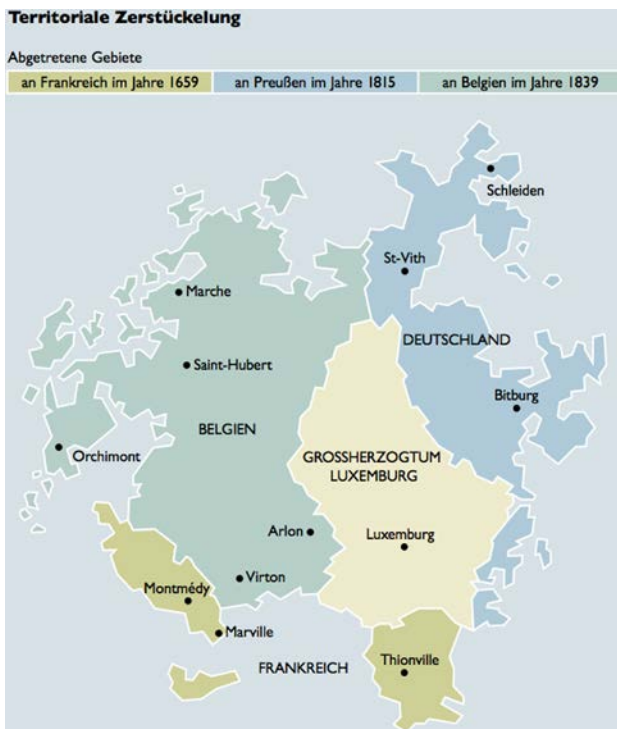 Territoriale Zerstückelung
Abgetretene Gebiete
an Frankreich im Jahre 1659
an Preußen im Jahre 1815
an Belgien im Jahre 1839
Schleiden
St-Vith
Marche
DEUTSCHLAND
Saint-Hubert
Bitburg
BELGIEN
Orchimont
GROSSHERZOGTUM
LUXEMBURG
Arlon
Luxemburg
Virton
Montmédy
Marville
FRANKREICH
Thionville